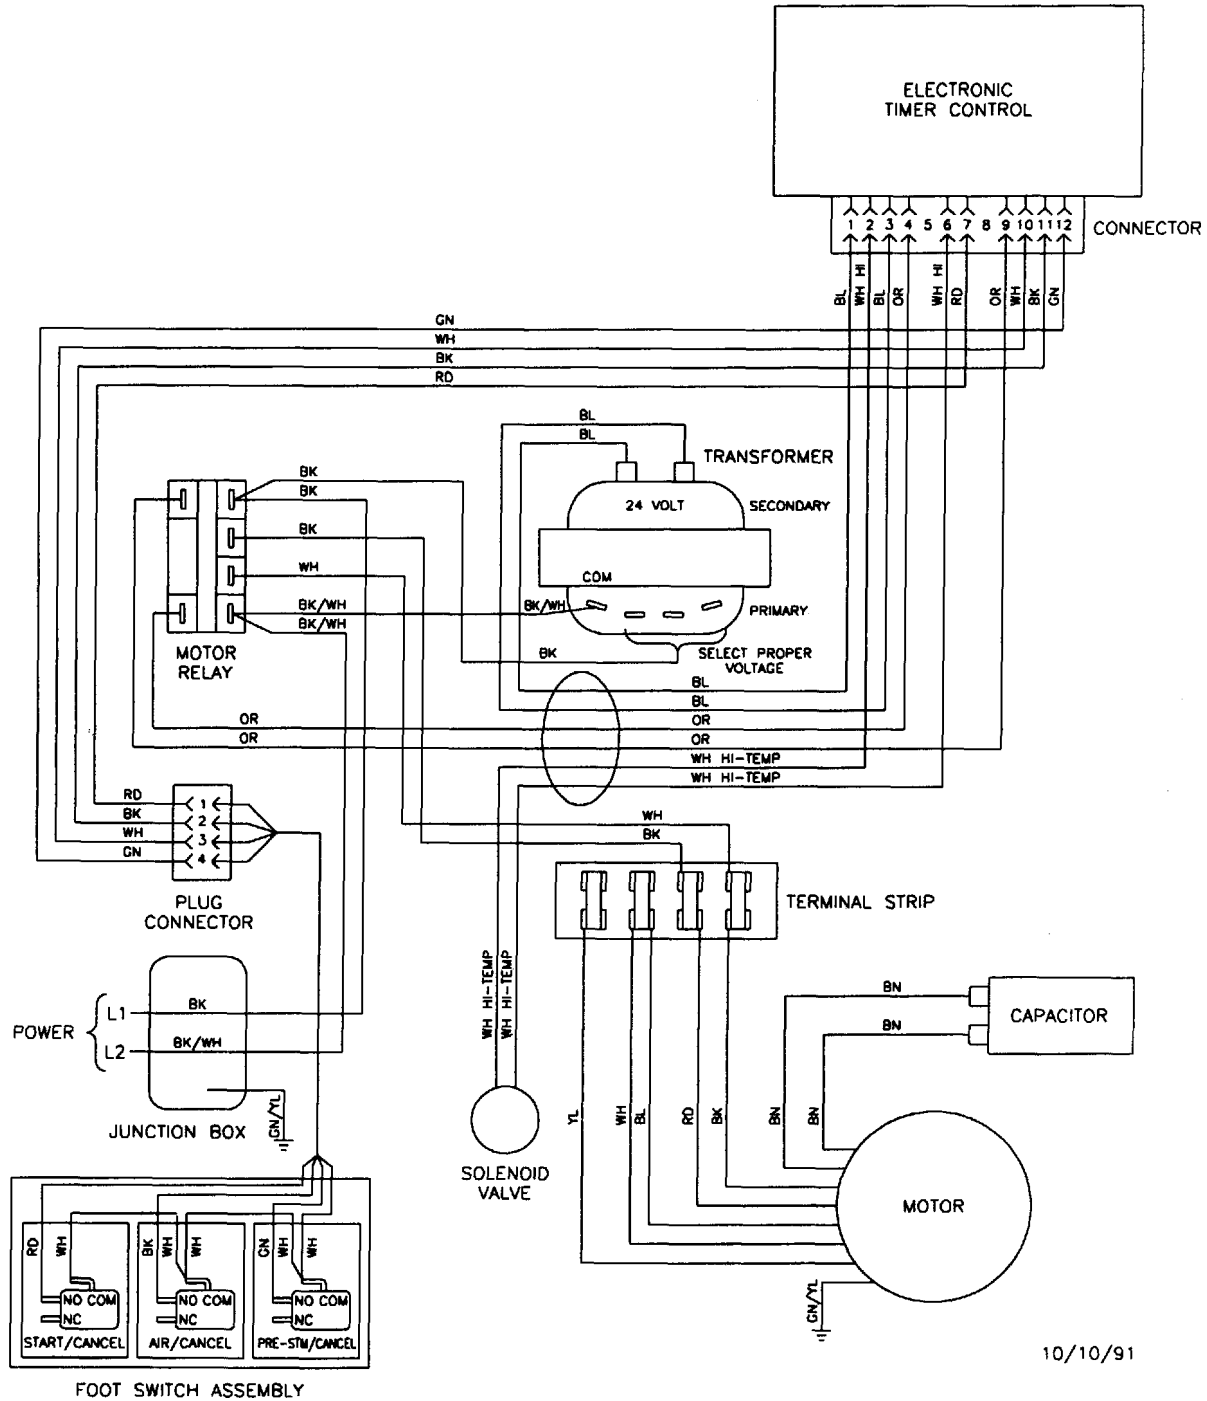 ELECTRONIC
TIMER CONTROL
1 2 3 4 5 6 7 8 9 10 11 12
CONNECTOR
BL
WH HI
BL
OR
WH HI
RD
OR
WH
BK
GN
GN
WH
BK
RD
BL
BL
TRANSFORMER
24 VOLT
SECONDARY
COM
PRIMARY
SELECT PROPER
VOLTAGE
BK
BK
BK
WH
BK/WH
BK/WH
BK/WH
BK
MOTOR
RELAY
BL
BL
OR
OR
OR
OR
WH HI-TEMP
WH HI-TEMP
RD
BK
WH
GN
1
2
3
4
PLUG
CONNECTOR
WH
BK
TERMINAL STRIP
POWER
L1
L2
BK
BK/WH
GN/YL
JUNCTION BOX
WH HI-TEMP
WH HI-TEMP
SOLENOID
VALVE
YL
WH
BL
RD
BK
BN
BN
BN
BN
CAPACITOR
MOTOR
GN/YL
RD
WH
BK
WH
WH
GN
WH
WH
NO COM
NC
START/CANCEL
NO COM
NC
AIR/CANCEL
NO COM
NC
PRE-STM/CANCEL
FOOT SWITCH ASSEMBLY
10/10/91